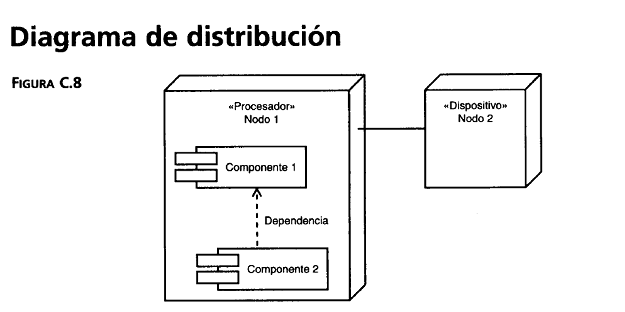 Diagrama de distribución
FIGURA C.8
«Procesador»
Nodo 1
«Dispositivo»
Nodo 2
Componente 1
Dependencia
Componente 2